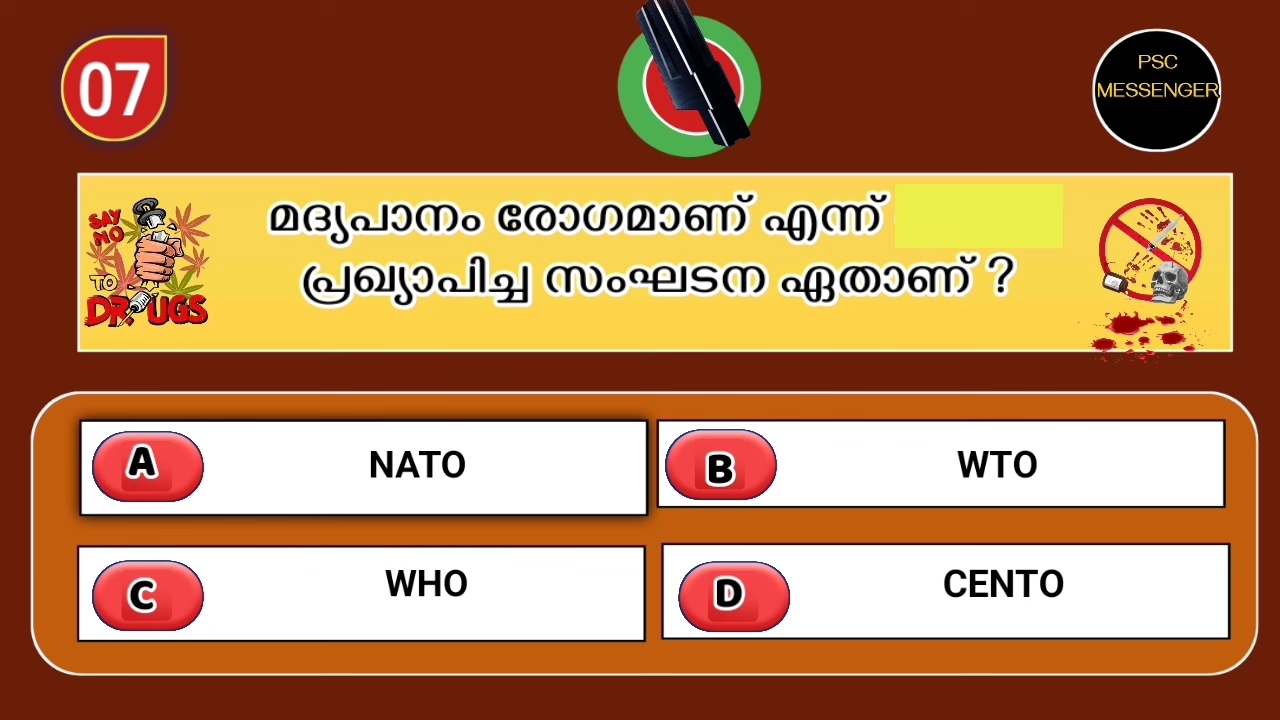 07
PSC
MESSENGER
SAY
NO
TO
DRUGS
മദ്യപാനം രോഗമാണ് എന്ന്
പ്രഖ്യാപിച്ച സംഘടന ഏതാണ് ?
A NATO
B WTO
C WHO
D CENTO